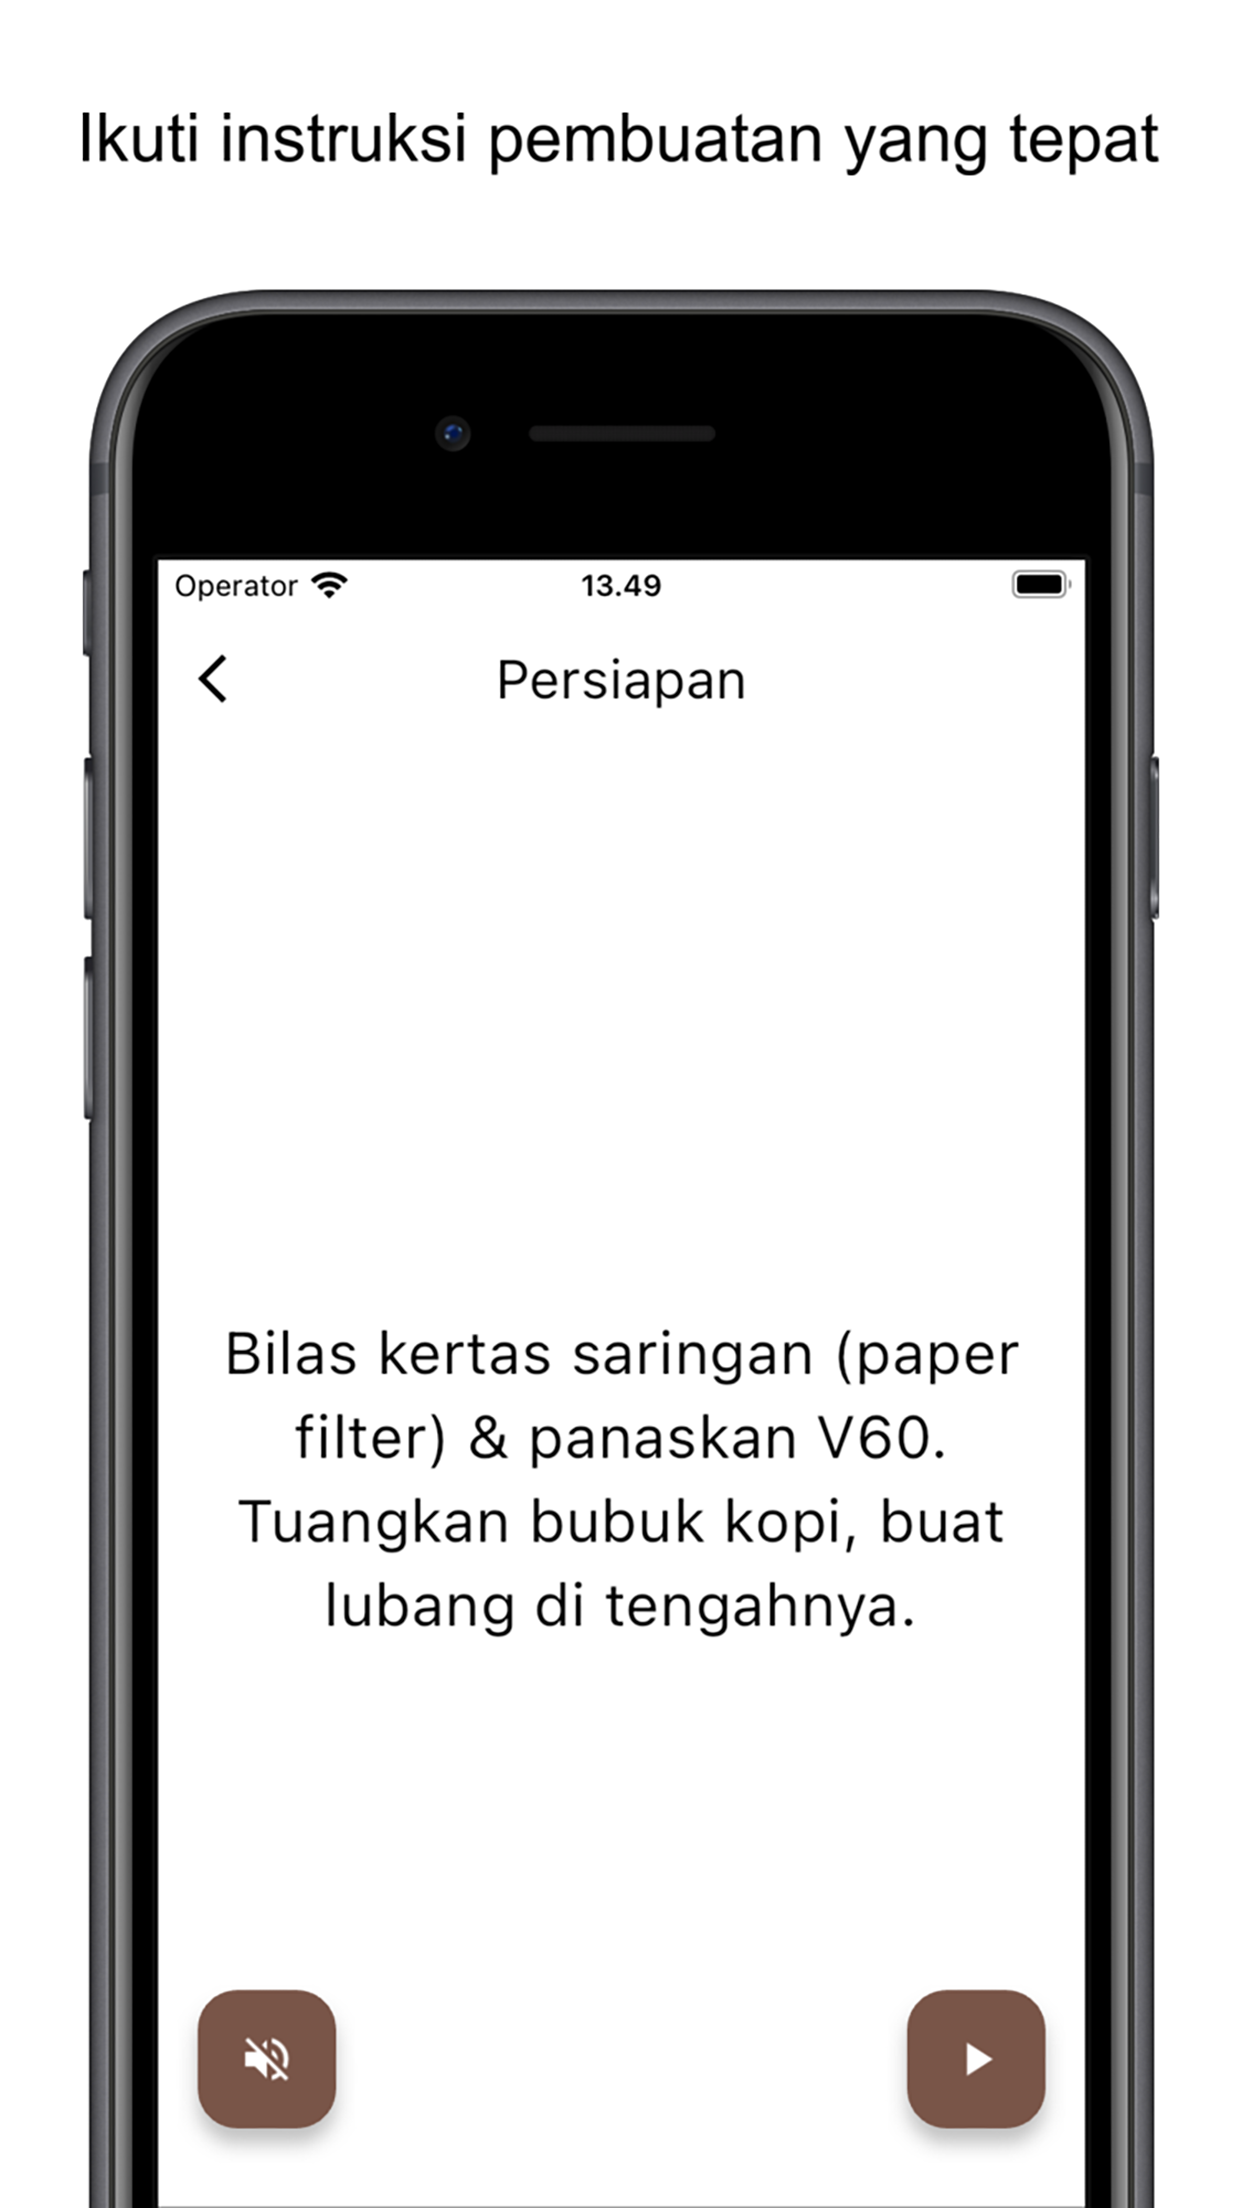 Ikuti instruksi pembuatan yang tepat
Operator
13.49
Persiapan
Bilas kertas saringan (paper
filter) & panaskan V60.
Tuangkan bubuk kopi, buat
lubang di tengahnya.